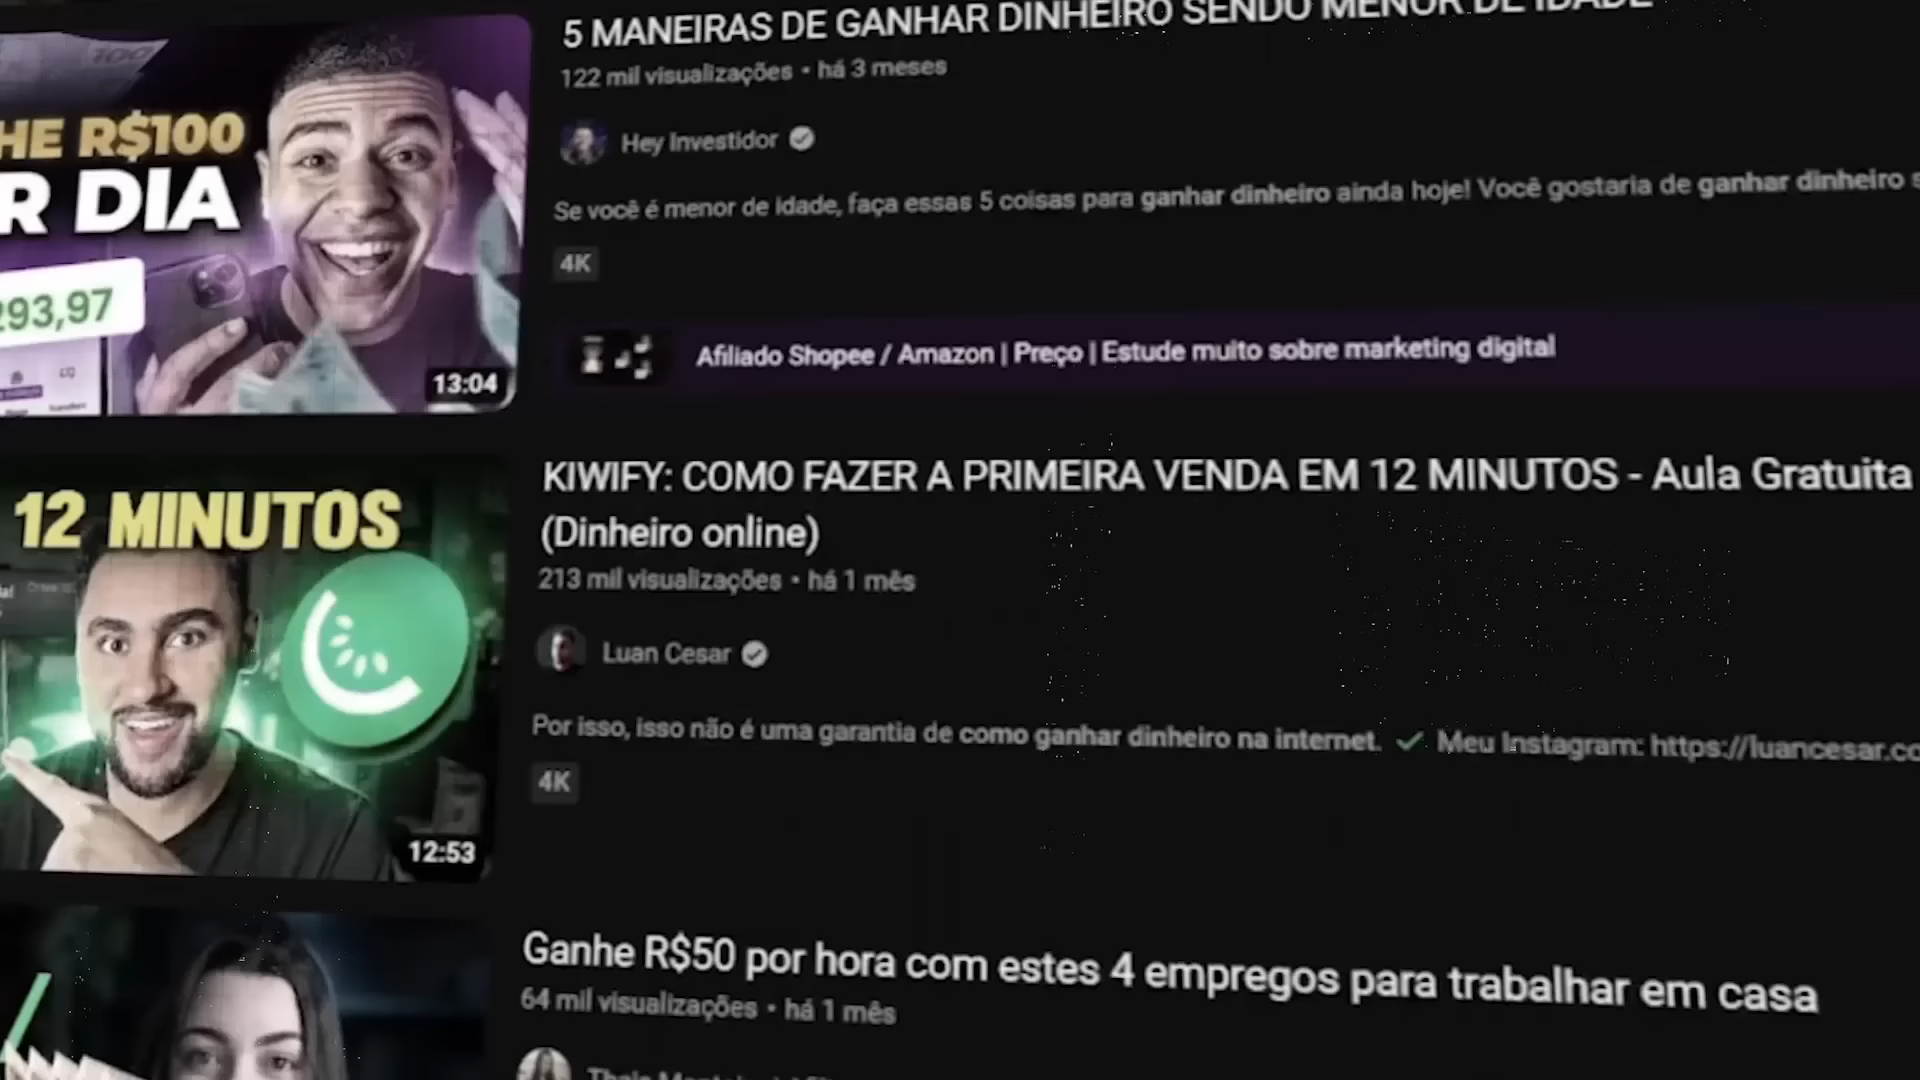 5 MANEIRAS DE GANHAR DINHEIRO SENDO MENOR DE IDADE
122 mil visualizações • há 3 meses
Hey Investidor
Se você é menor de idade, faça essas 5 coisas para ganhar dinheiro ainda hoje! Você gostaria de ganhar dinheiro
4K
Afiliado Shopee / Amazon | Preço | Estude muito sobre marketing digital
100
HE R$100
R DIA
293,97
13:04
KIWIFY: COMO FAZER A PRIMEIRA VENDA EM 12 MINUTOS - Aula Gratuita
(Dinheiro online)
213 mil visualizações • há 1 mês
Luan Cesar
Por isso, isso não é uma garantia de como ganhar dinheiro na internet. ✓ Meu Instagram: https://luancesar.co
4K
12 MINUTOS
12:53
Ganhe R$50 por hora com estes 4 empregos para trabalhar em casa
64 mil visualizações • há 1 mês